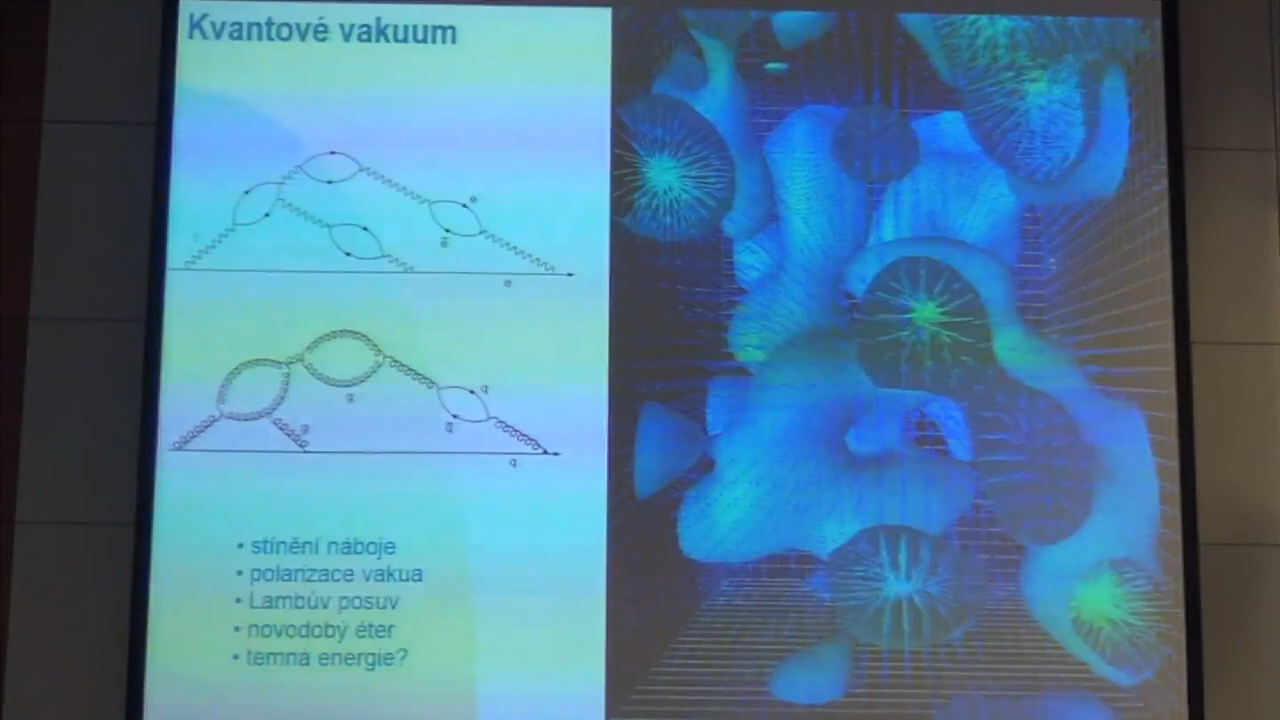 Kvantové vakuum
e
e
q
g
q
q
• stínění náboje
• polarizace vakua
• Lambův posuv
• novodobý éter
• temná energie?